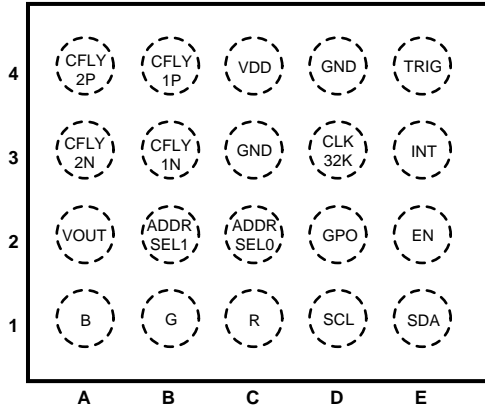 4
CFLY
2P
CFLY
1P
VDD
GND
TRIG
3
CFLY
2N
CFLY
1N
GND
CLK
32K
INT
2
VOUT
ADDR
SEL1
ADDR
SEL0
GPO
EN
1
B
G
R
SCL
SDA
A B C D E